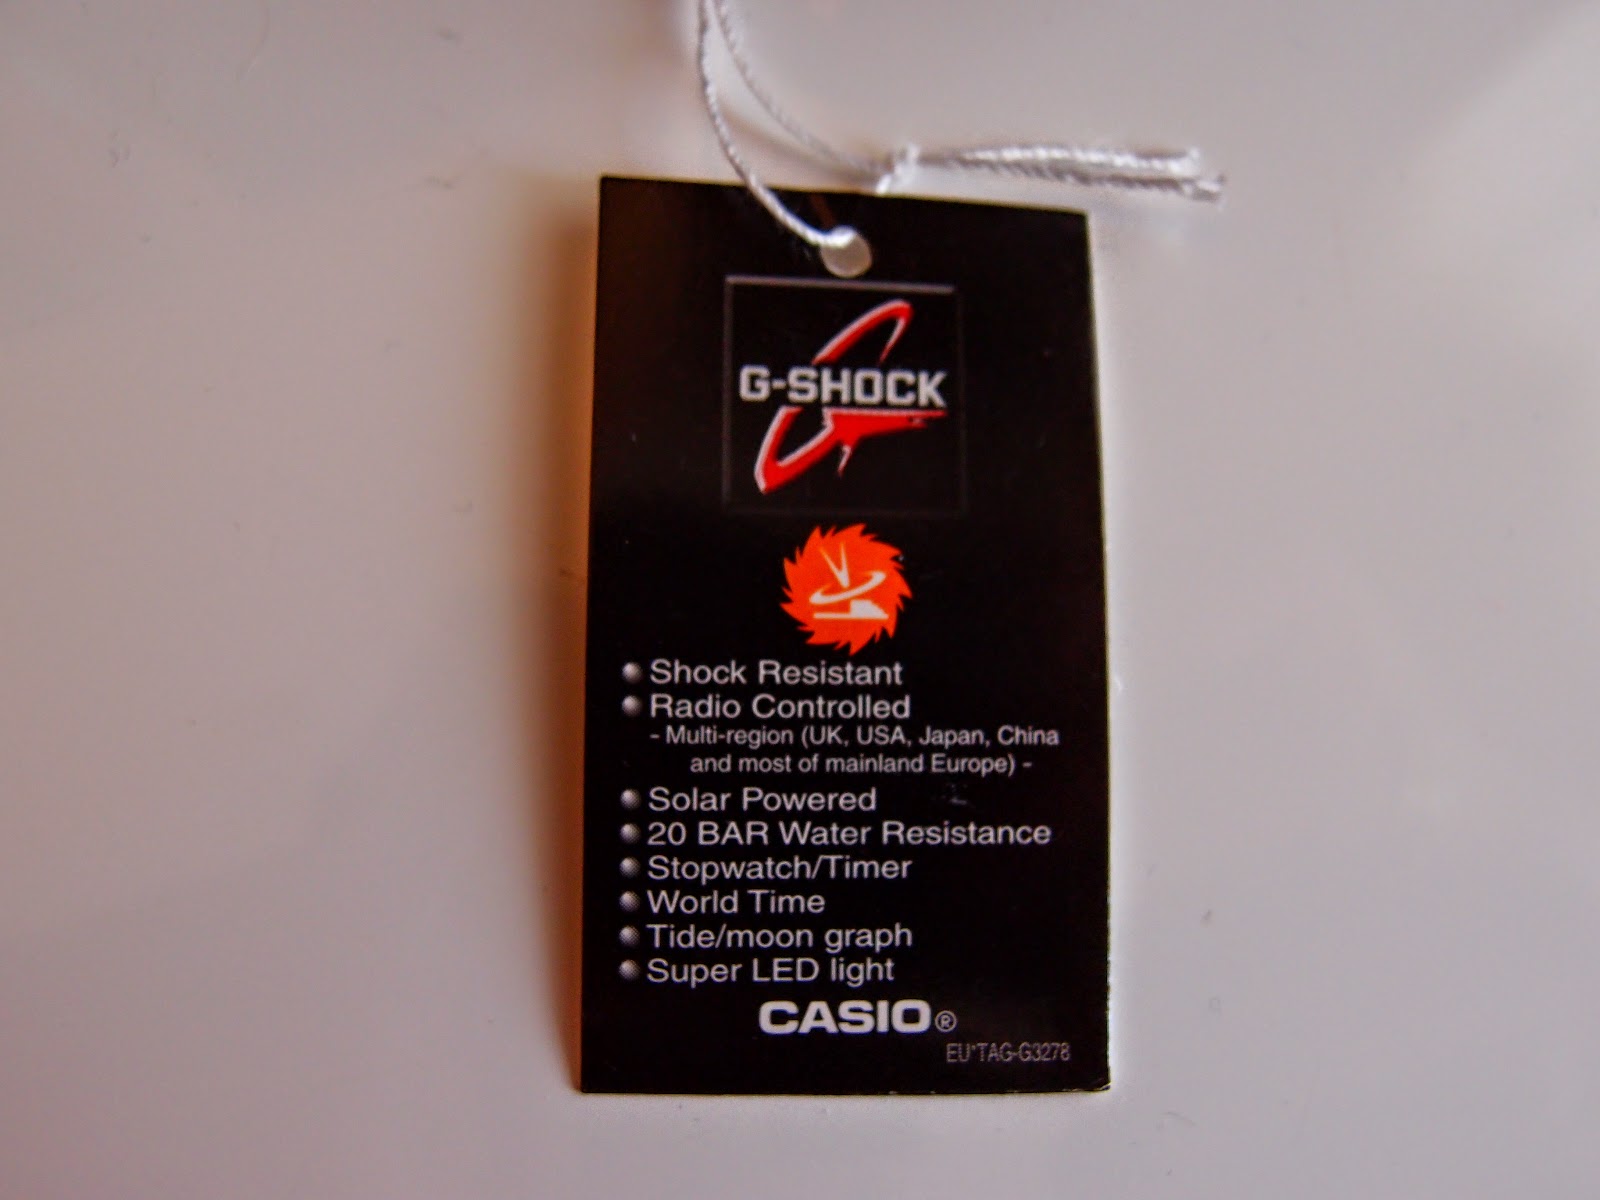 G-SHOCK
Shock Resistant
Radio Controlled
- Multi-region (UK, USA, Japan, China
and most of mainland Europe) -
Solar Powered
20 BAR Water Resistance
Stopwatch/Timer
World Time
Tide/moon graph
Super LED light
CASIO®
EU*TAG-G3278